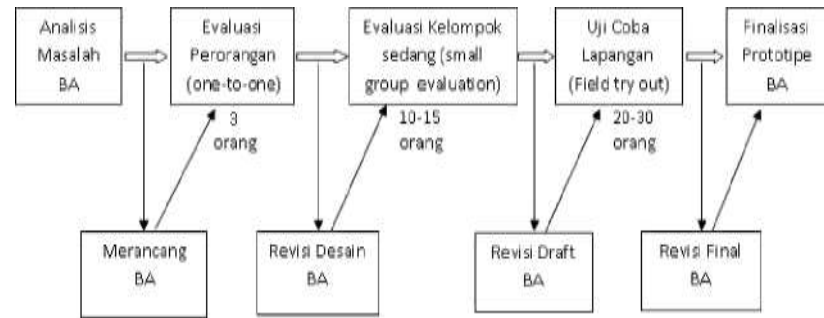 Analisis
Masalah
BA
Evaluasi
Perorangan
(one-to-one)
Evaluasi Kelompok
sedang (small
group evaluation)
Uji Coba
Lapangan
(Field try out)
Finalisasi
Prototipe
BA
3
orang
10-15
orang
20-30
orang
Merancang
BA
Revisi Desain
BA
Revisi Draft
BA
Revisi Final
BA